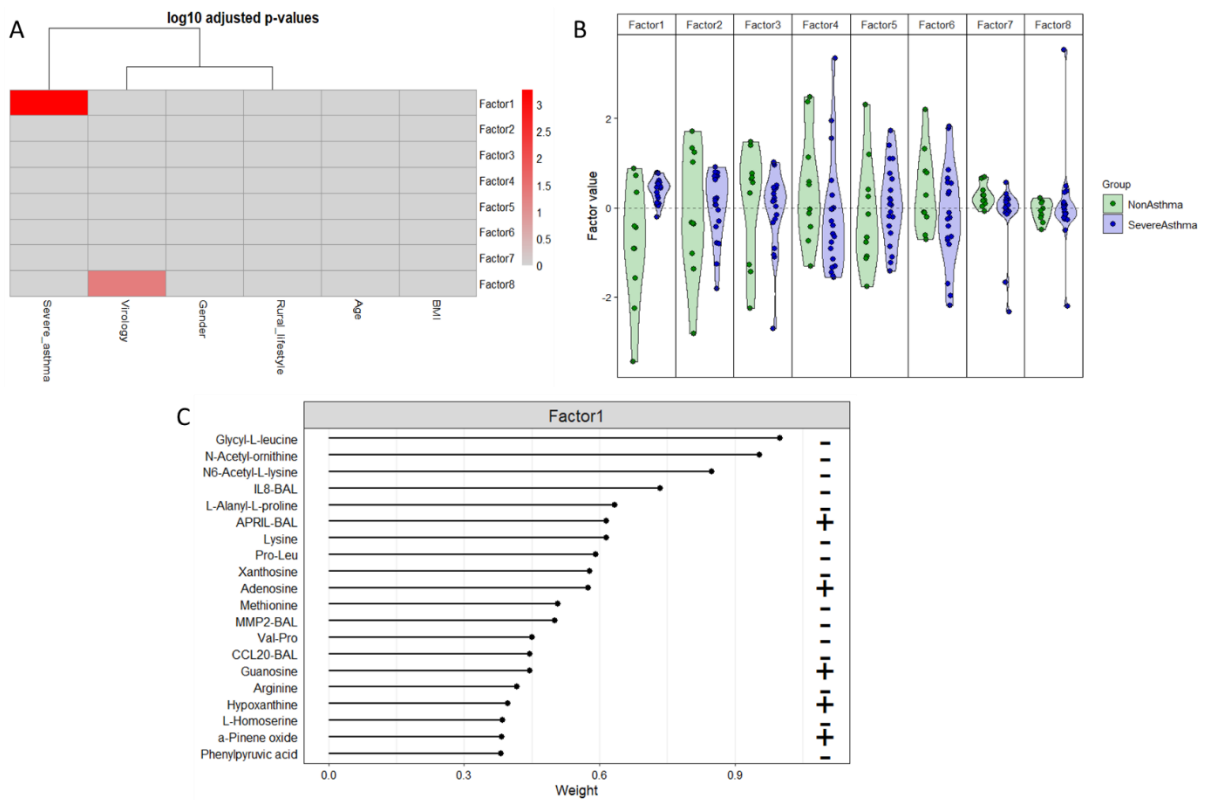 A
log10 adjusted p-values
Factor1
Factor2
Factor3
Factor4
Factor5
Factor6
Factor7
Factor8
3
2.5
2
1.5
1
0.5
0
Severe_asthma
Virology
Gender
Rural_lifestyle
Age
BMI
B
Factor1 Factor2 Factor3 Factor4 Factor5 Factor6 Factor7 Factor8
Factor value
2
0
-2
Group
NonAsthma
SevereAsthma
C
Factor1
Glycyl-L-leucine -
N-Acetyl-ornithine -
N6-Acetyl-L-lysine -
IL8-BAL -
L-Alanyl-L-proline -
APRIL-BAL +
Lysine -
Pro-Leu -
Xanthosine -
Adenosine +
Methionine -
MMP2-BAL -
Val-Pro -
CCL20-BAL -
Guanosine +
Arginine -
Hypoxanthine +
L-Homoserine -
a-Pinene oxide +
Phenylpyruvic acid -
0.0 0.3 0.6 0.9
Weight